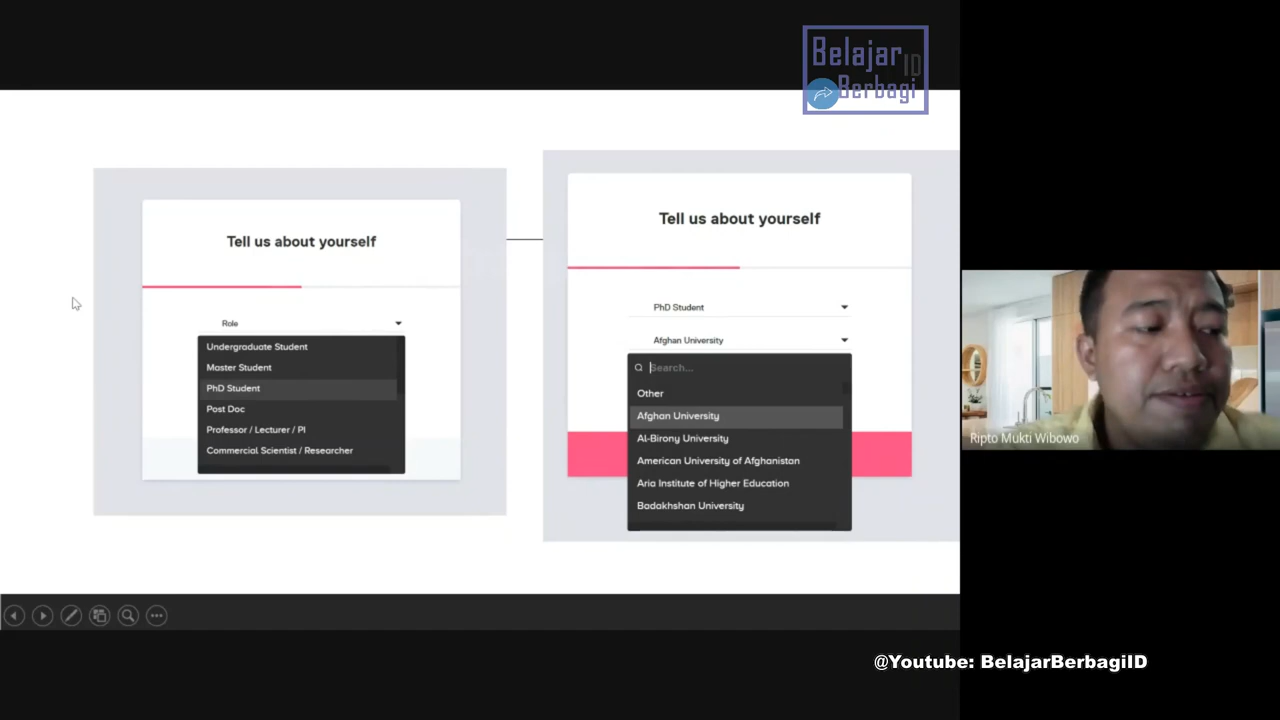 Belajar
ID
Berbagi
Tell us about yourself
Role
Undergraduate Student
Master Student
PhD Student
Post Doc
Professor / Lecturer / PI
Commercial Scientist / Researcher
Tell us about yourself
PhD Student
Afghan University
Search...
Other
Afghan University
Al-Birony University
American University of Afghanistan
Aria Institute of Higher Education
Badakhshan University
Ripto Mukti Wibowo
@Youtube: BelajarBerbagiID